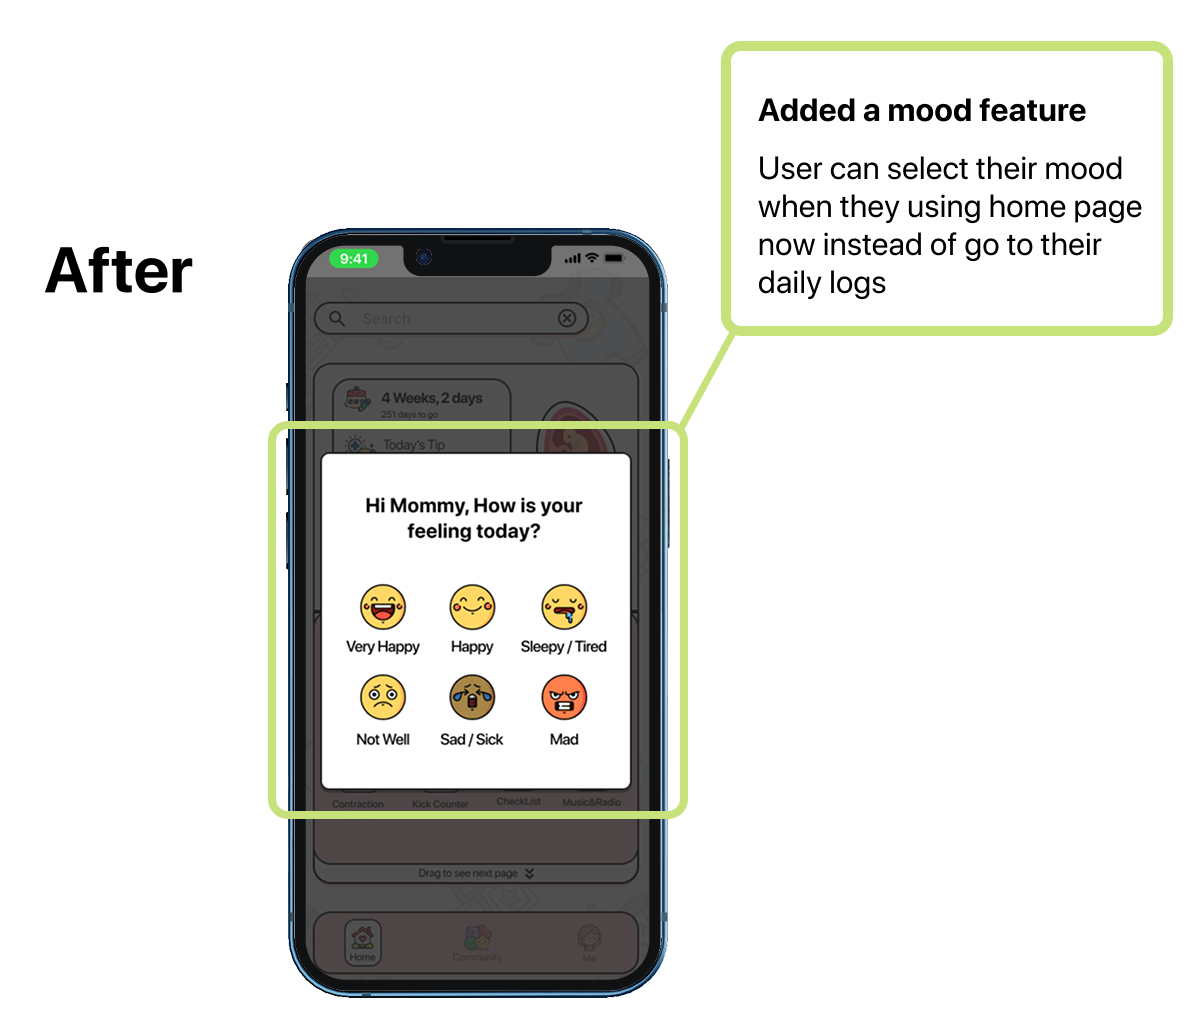 After
Added a mood feature
User can select their mood
when they using home page
now instead of go to their
daily logs
9:41
Search
4 Weeks, 2 days
251 days to go
Today's Tip
Hi Mommy, How is your
feeling today?
Very Happy
Happy
Sleepy / Tired
Not Well
Sad / Sick
Mad
Contraction
Kick Counter
CheckList
Music&Radio
Drag to see next page
Home
Community
Me